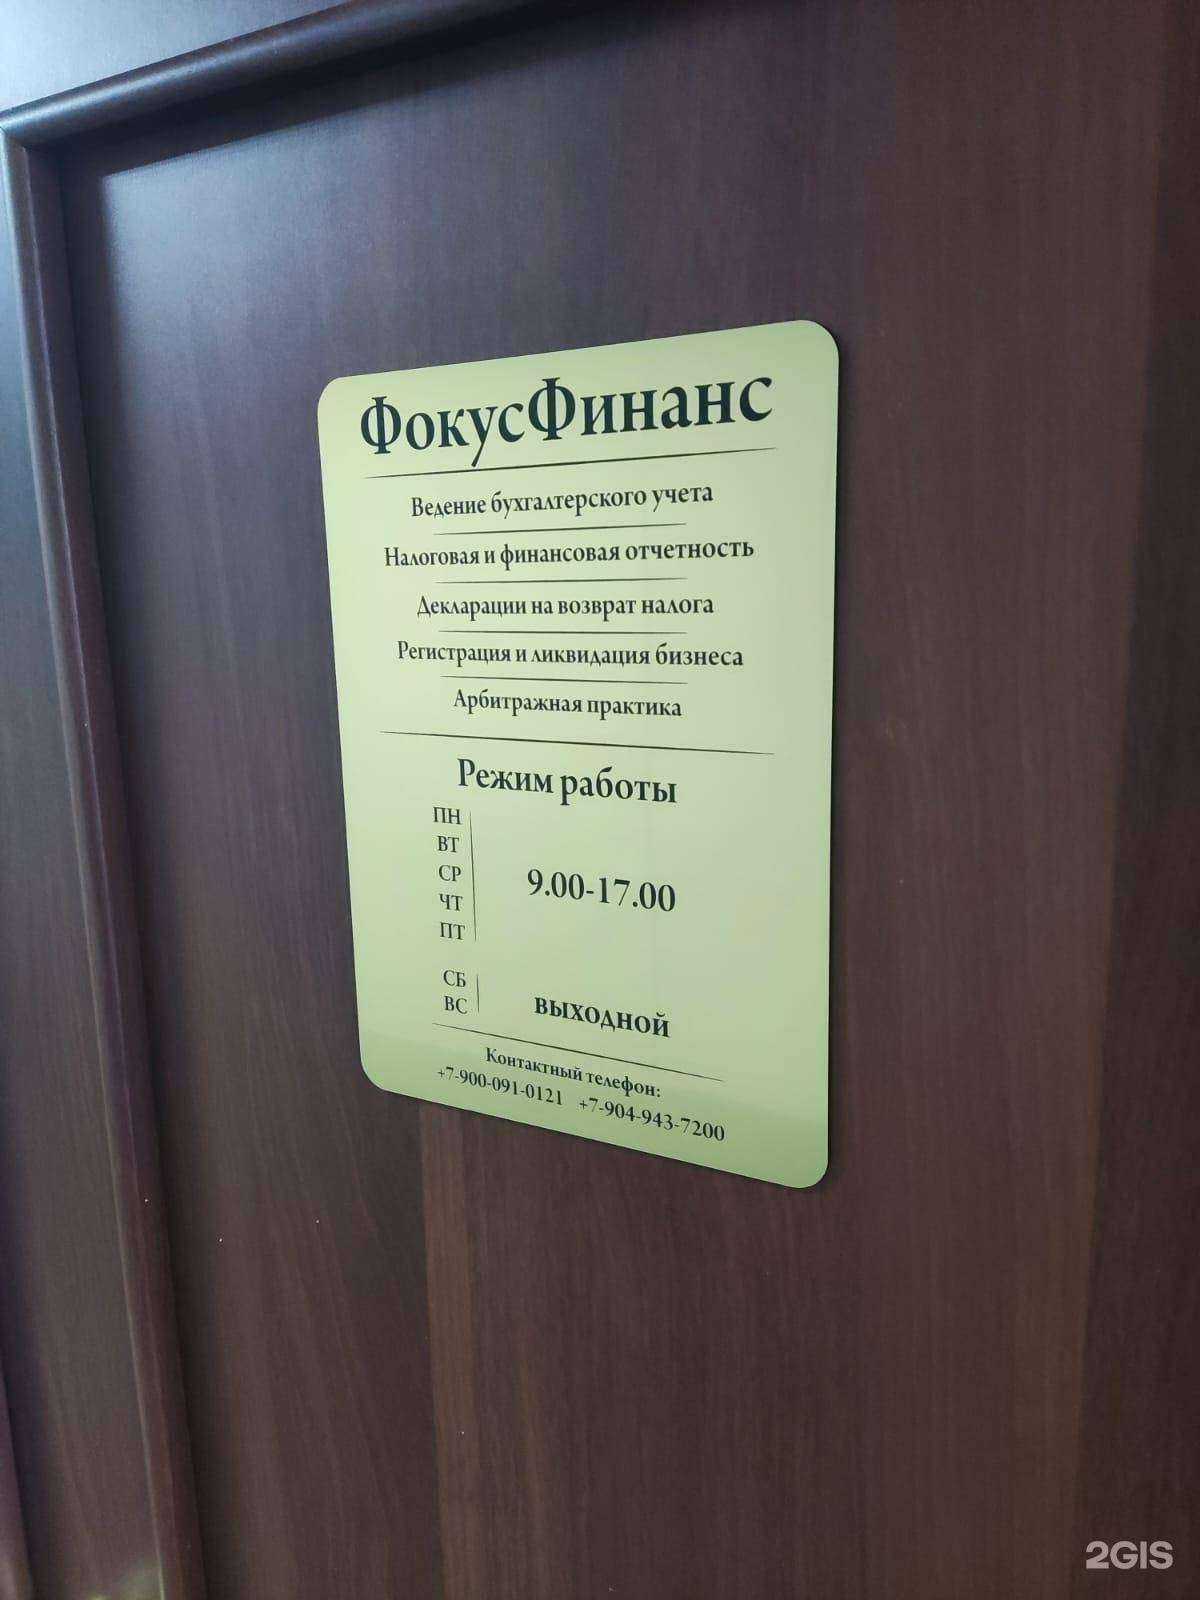 ФокусФинанс
Ведение бухгалтерского учета
Налоговая и финансовая отчетность
Декларации на возврат налога
Регистрация и ликвидация бизнеса
Арбитражная практика
Режим работы
ПН
ВТ
СР
ЧТ
ПТ
9.00-17.00
СБ
ВС
ВЫХОДНОЙ
Контактный телефон:
+7-900-091-0121 +7-904-943-7200
2GIS